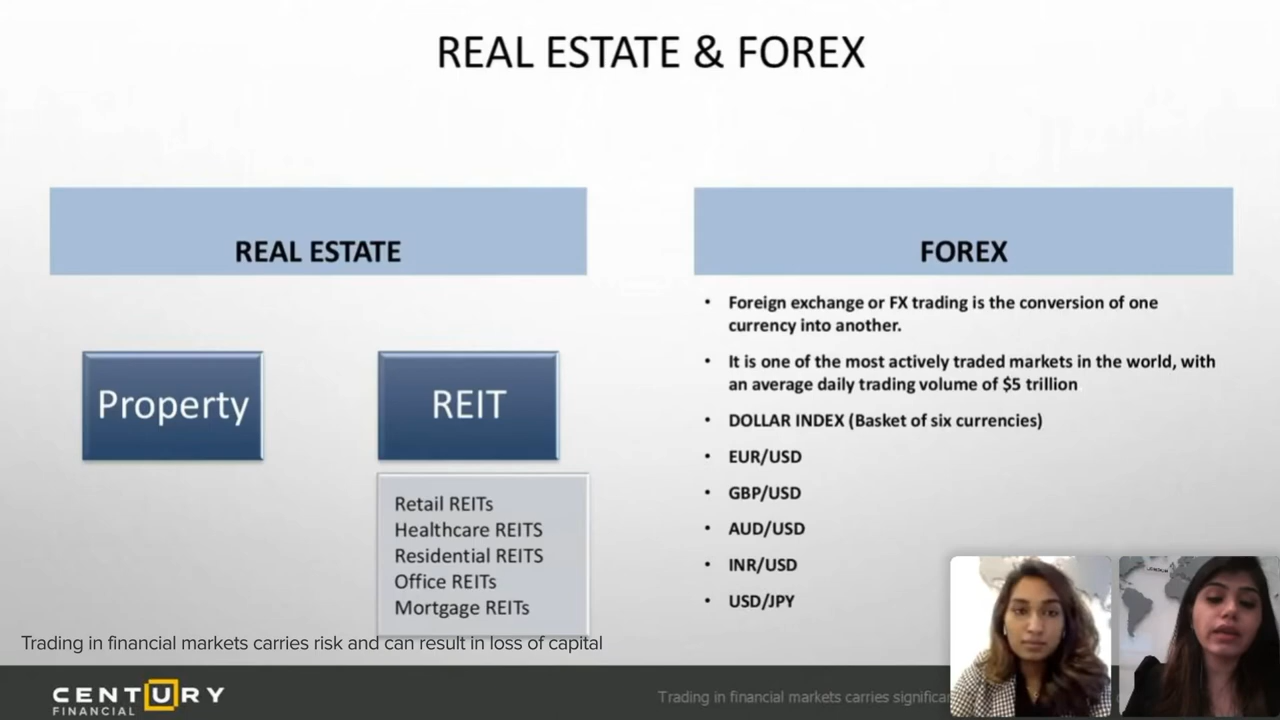 REAL ESTATE & FOREX
REAL ESTATE
Property
REIT
Retail REITs
Healthcare REITS
Residential REITS
Office REITs
Mortgage REITs
FOREX
• Foreign exchange or FX trading is the conversion of one
currency into another.
• It is one of the most actively traded markets in the world, with
an average daily trading volume of $5 trillion
• DOLLAR INDEX (Basket of six currencies)
• EUR/USD
• GBP/USD
• AUD/USD
• INR/USD
• USD/JPY
Trading in financial markets carries risk and can result in loss of capital
CENTURY
FINANCIAL
Trading in financial markets carries